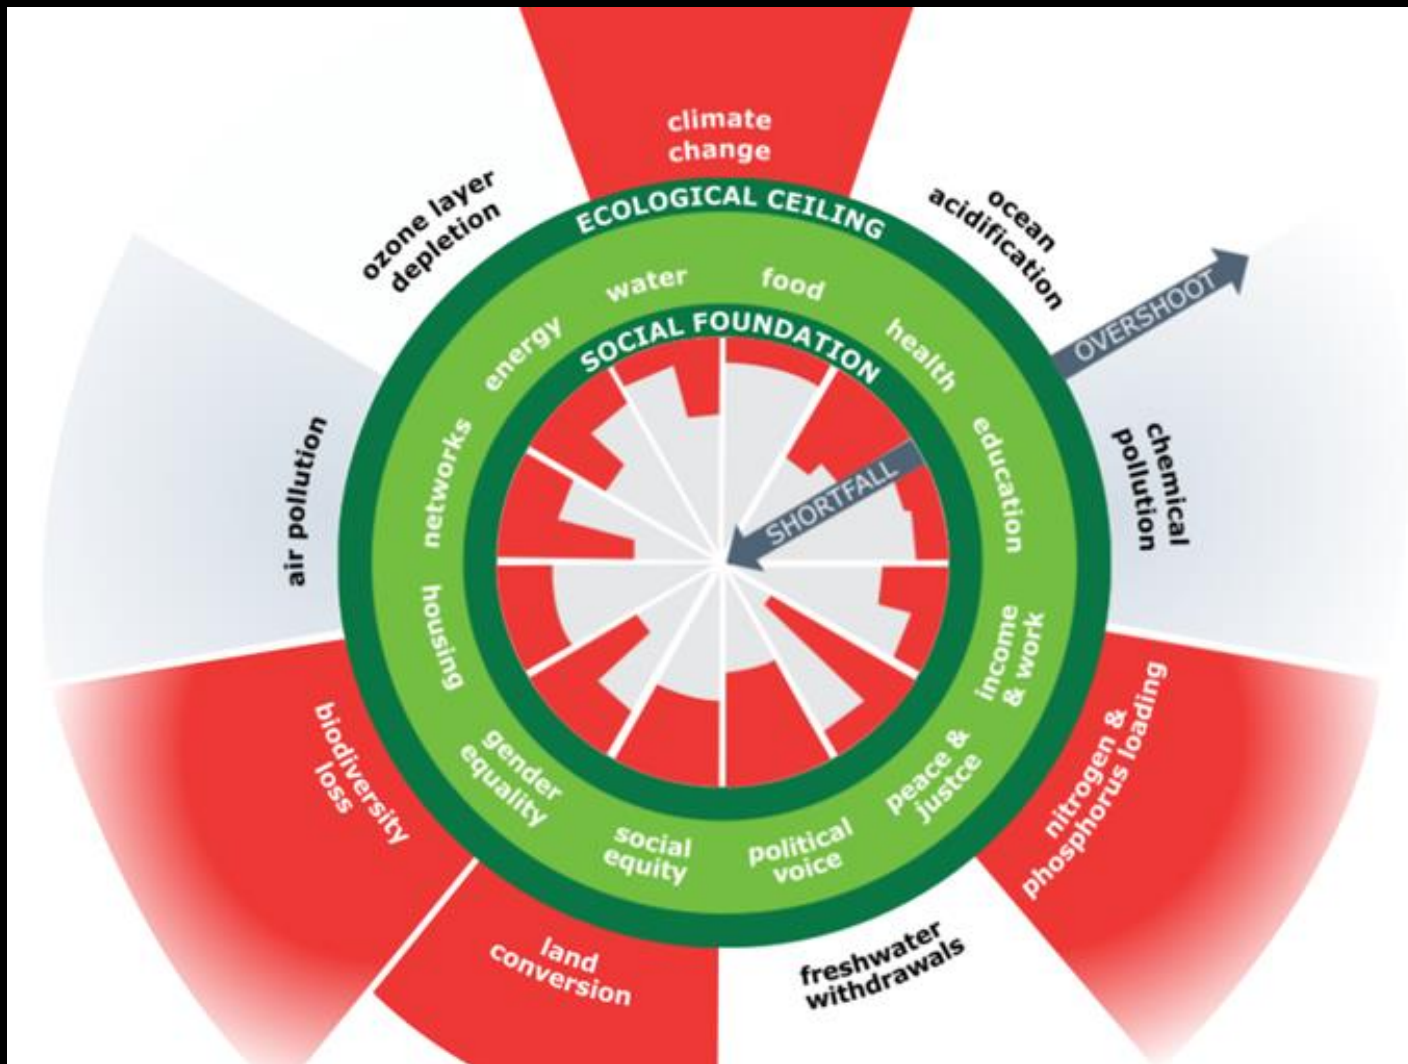 climate
change
ECOLOGICAL CEILING
ozone layer
depletion
ocean
acidification
OVERSHOOT
water
food
energy
health
SOCIAL FOUNDATION
networks
education
SHORTFALL
air pollution
chemical
pollution
housing
income
& work
biodiversity
loss
gender
equality
peace &
justce
nitrogen &
phosphorus loading
social
equity
political
voice
land
conversion
freshwater
withdrawals